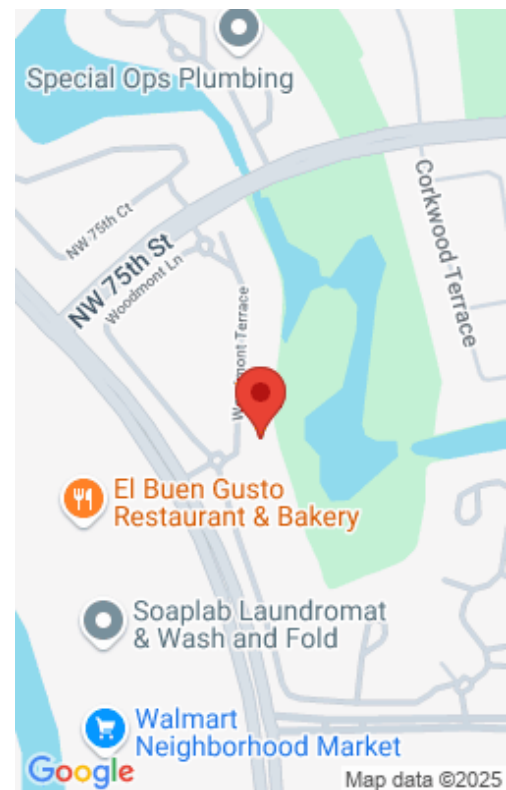 Special Ops Plumbing
Corkwood Terrace
NW 75th Ct
NW 75th St
Woodmont Ln
Woodmont Terrace
El Buen Gusto
Restaurant & Bakery
Soaplab Laundromat
& Wash and Fold
Walmart
Neighborhood Market
Google
Map data ©2025